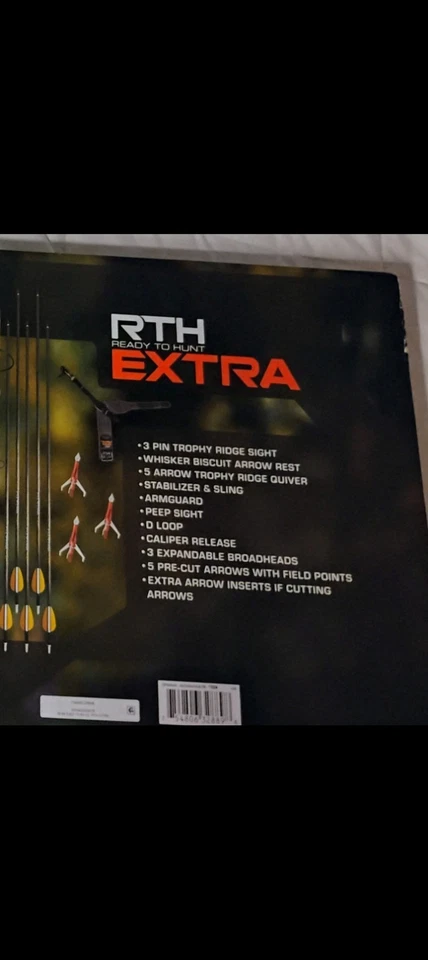 RTH
READY TO HUNT
EXTRA
• 3 PIN TROPHY RIDGE SIGHT
• WHISKER BISCUIT ARROW REST
• 5 ARROW TROPHY RIDGE QUIVER
• STABILIZER & SLING
• ARMGUARD
• PEEP SIGHT
• D LOOP
• CALIPER RELEASE
• 3 EXPANDABLE BROADHEADS
• 5 PRE-CUT ARROWS WITH FIELD POINTS
• EXTRA ARROW INSERTS IF CUTTING
ARROWS